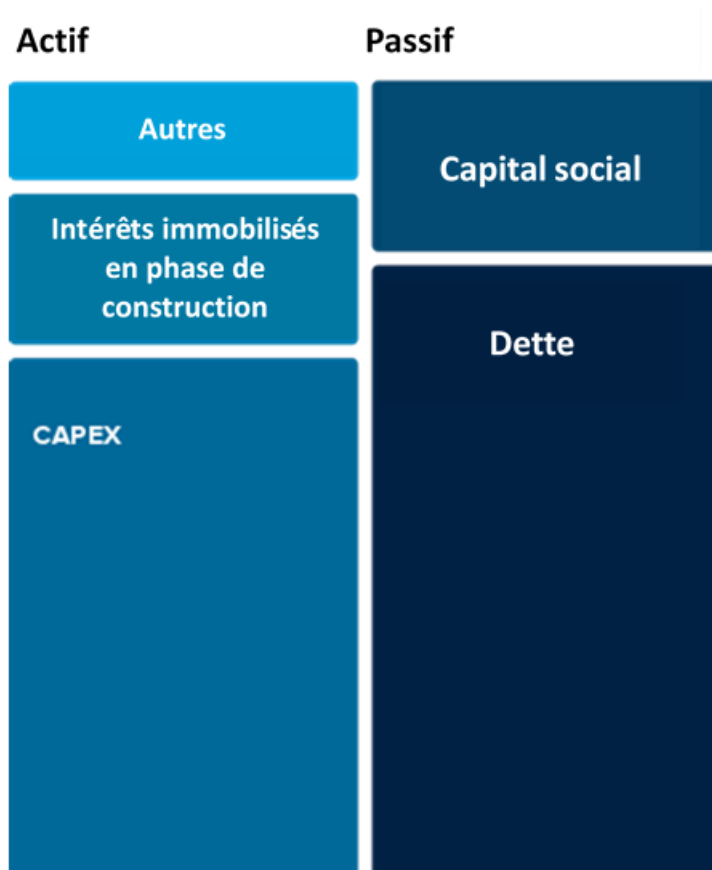 Actif
Passif
Autres
Capital social
Intérêts immobilisés
en phase de
construction
Dette
CAPEX